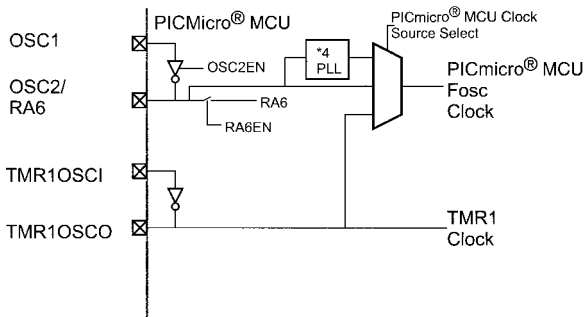 PICMicro® MCU
OSC1
OSC2EN
OSC2/
RA6
RA6
RA6EN
*4
PLL
PICmicro® MCU Clock
Source Select
PICmicro® MCU
Fosc
Clock
TMR1OSCI
TMR1OSCO
TMR1
Clock